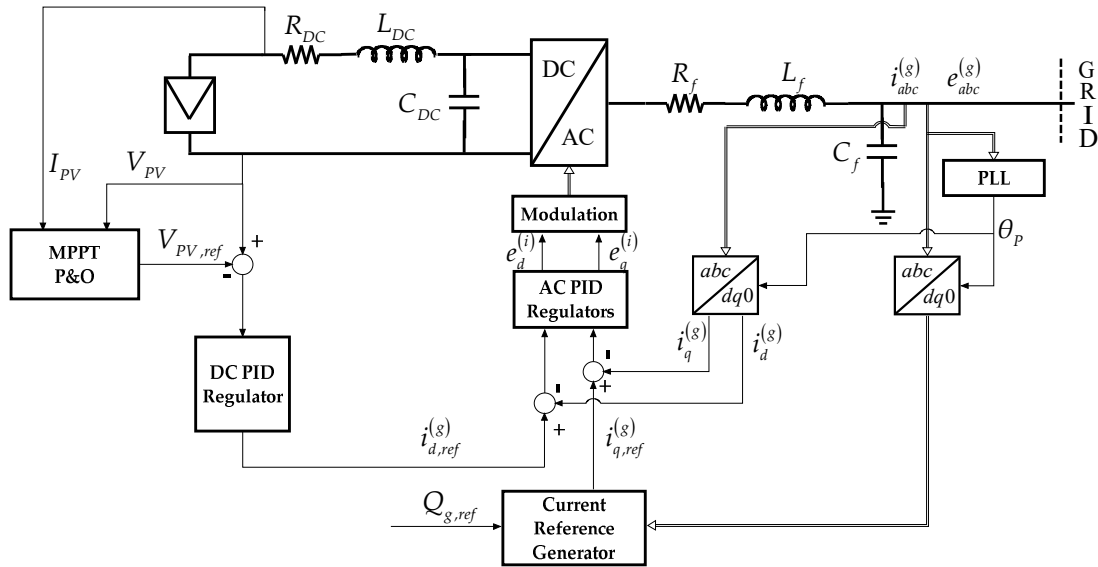 R_DC
L_DC
C_DC
DC
AC
R_f
L_f
i_abc^(g)
e_abc^(g)
GRID
C_f
PLL
I_PV
V_PV
Modulation
θ_P
MPPT
P&O
V_PV,ref
+
-
e_d^(i)
e_q^(i)
AC PID
Regulators
abc
dq0
abc
dq0
i_q^(g)
i_d^(g)
DC PID
Regulator
-
+
-
+
i_d,ref^(g)
i_q,ref^(g)
Q_g,ref
Current
Reference
Generator